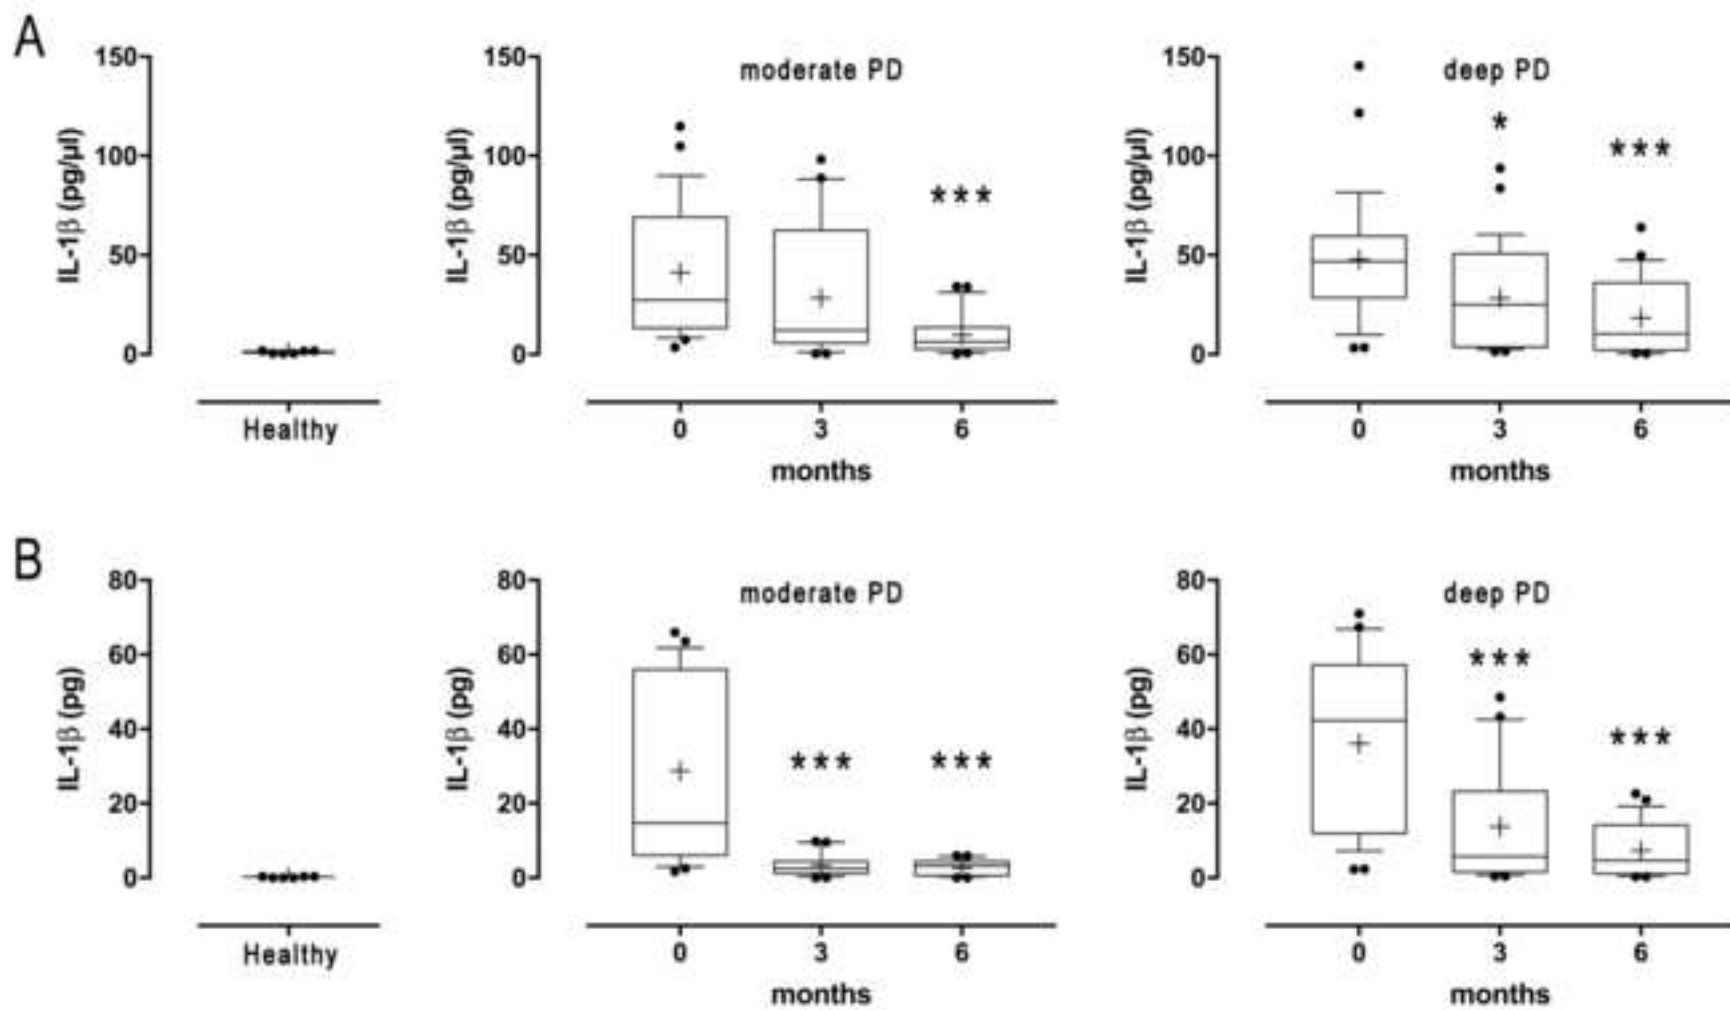 A
150
100
50
0
IL-1β (pg/µl)
Healthy
moderate PD
150
100
50
0
IL-1β (pg/µl)
***
0 3 6
months
deep PD
150
100
50
0
IL-1β (pg/µl)
*
***
0 3 6
months
B
80
60
40
20
0
IL-1β (pg)
Healthy
moderate PD
80
60
40
20
0
IL-1β (pg)
*** ***
0 3 6
months
deep PD
80
60
40
20
0
IL-1β (pg)
***
***
0 3 6
months